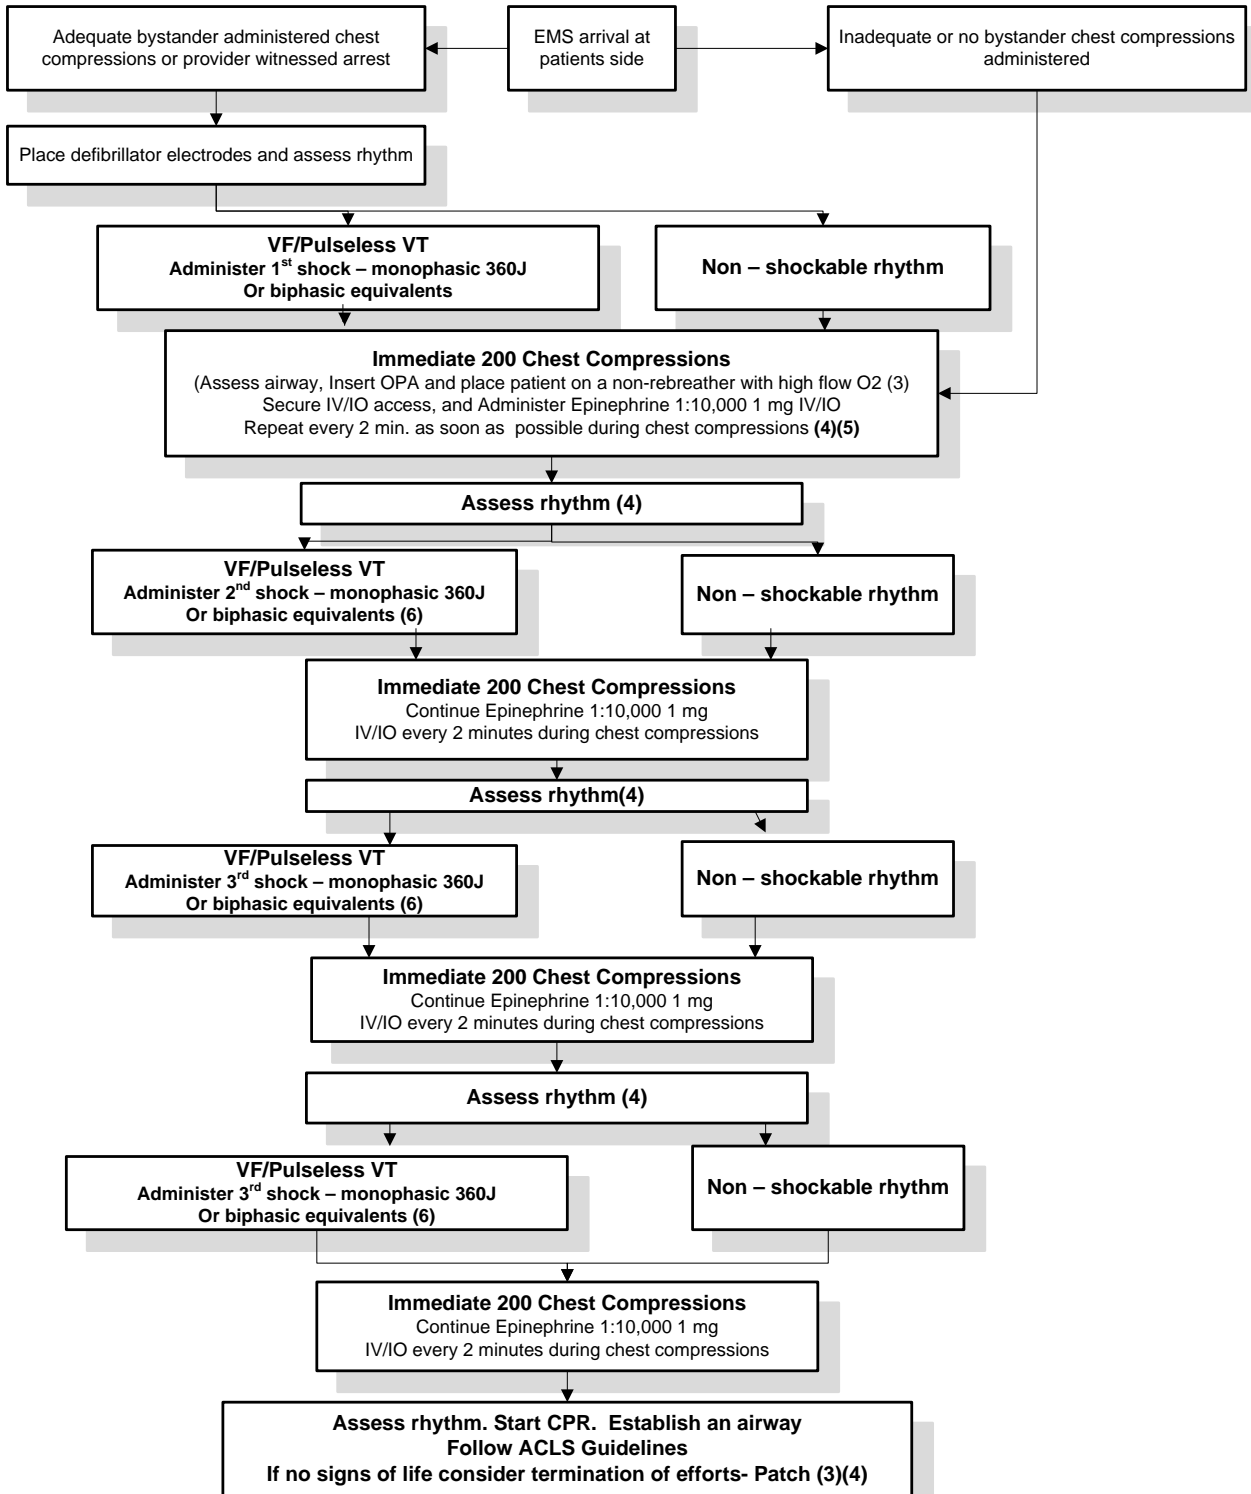 Adequate bystander administered chest
compressions or provider witnessed arrest
EMS arrival at
patients side
Inadequate or no bystander chest compressions
administered
Place defibrillator electrodes and assess rhythm
VF/Pulseless VT
Administer 1st shock – monophasic 360J
Or biphasic equivalents
Non – shockable rhythm
Immediate 200 Chest Compressions
(Assess airway, Insert OPA and place patient on a non-rebreather with high flow O2 (3)
Secure IV/IO access, and Administer Epinephrine 1:10,000 1 mg IV/IO
Repeat every 2 min. as soon as possible during chest compressions (4)(5)
Assess rhythm (4)
VF/Pulseless VT
Administer 2nd shock – monophasic 360J
Or biphasic equivalents (6)
Non – shockable rhythm
Immediate 200 Chest Compressions
Continue Epinephrine 1:10,000 1 mg
IV/IO every 2 minutes during chest compressions
Assess rhythm(4)
VF/Pulseless VT
Administer 3rd shock – monophasic 360J
Or biphasic equivalents (6)
Non – shockable rhythm
Immediate 200 Chest Compressions
Continue Epinephrine 1:10,000 1 mg
IV/IO every 2 minutes during chest compressions
Assess rhythm (4)
VF/Pulseless VT
Administer 3rd shock – monophasic 360J
Or biphasic equivalents (6)
Non – shockable rhythm
Immediate 200 Chest Compressions
Continue Epinephrine 1:10,000 1 mg
IV/IO every 2 minutes during chest compressions
Assess rhythm. Start CPR. Establish an airway
Follow ACLS Guidelines
If no signs of life consider termination of efforts- Patch (3)(4)